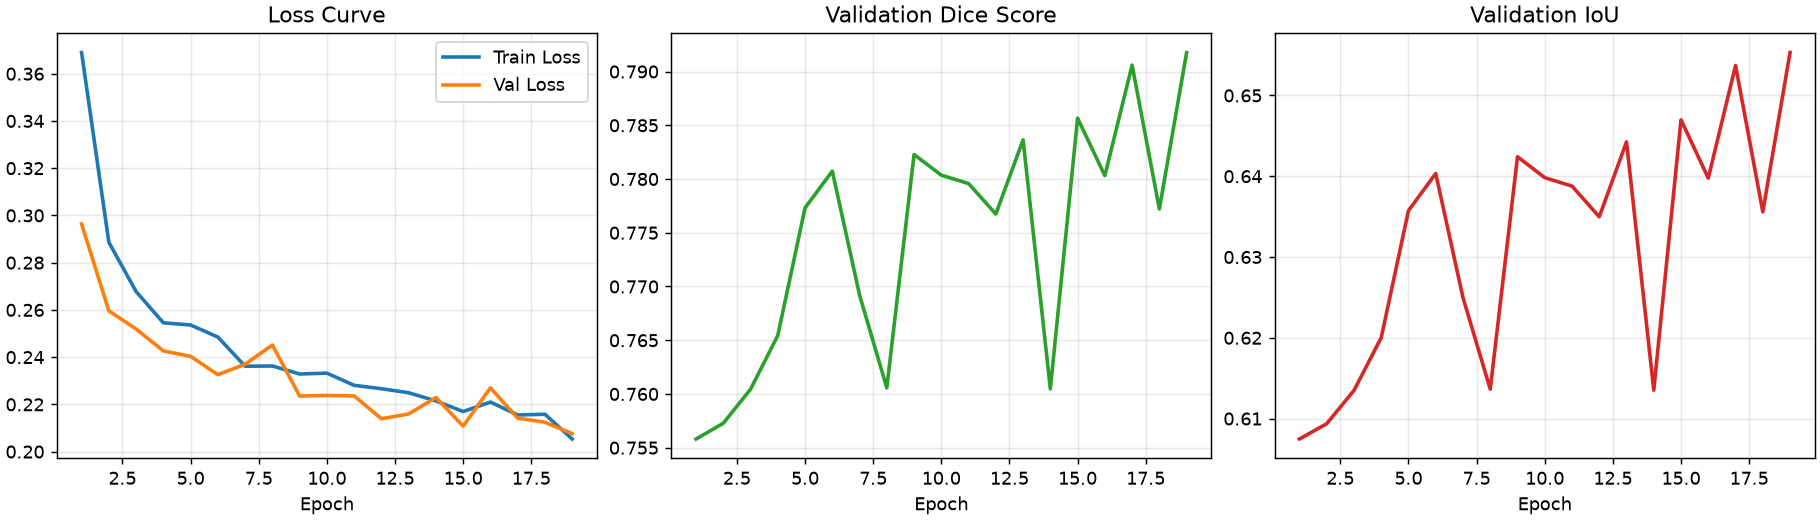 Loss Curve
Train Loss
Val Loss
0.36
0.34
0.32
0.30
0.28
0.26
0.24
0.22
0.20
2.5 5.0 7.5 10.0 12.5 15.0 17.5
Epoch
Validation Dice Score
0.790
0.785
0.780
0.775
0.770
0.765
0.760
0.755
2.5 5.0 7.5 10.0 12.5 15.0 17.5
Epoch
Validation IoU
0.65
0.64
0.63
0.62
0.61
2.5 5.0 7.5 10.0 12.5 15.0 17.5
Epoch